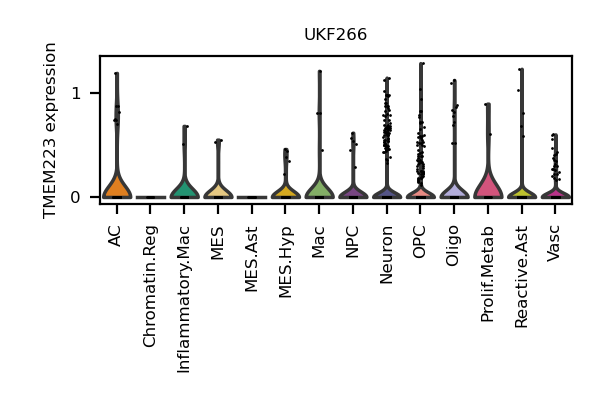 UKF266
TMEM223 expression
1
0
AC
Chromatin.Reg
Inflammatory.Mac
MES
MES.Ast
MES.Hyp
Mac
NPC
Neuron
OPC
Oligo
Prolif.Metab
Reactive.Ast
Vasc